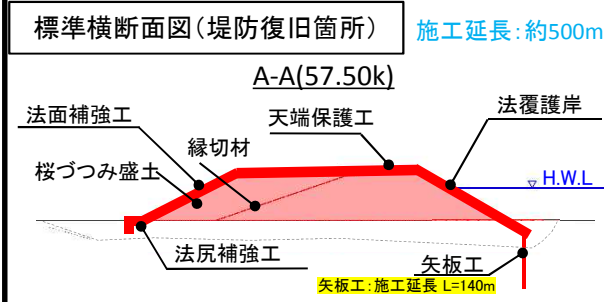 標準横断面図(堤防復旧箇所)
施工延長:約500m
A-A(57.50k)
法面補強工
天端保護工
法覆護岸
縁切材
桜づつみ盛土
▽ H.W.L
法尻補強工
矢板工
矢板工:施工延長 L=140m